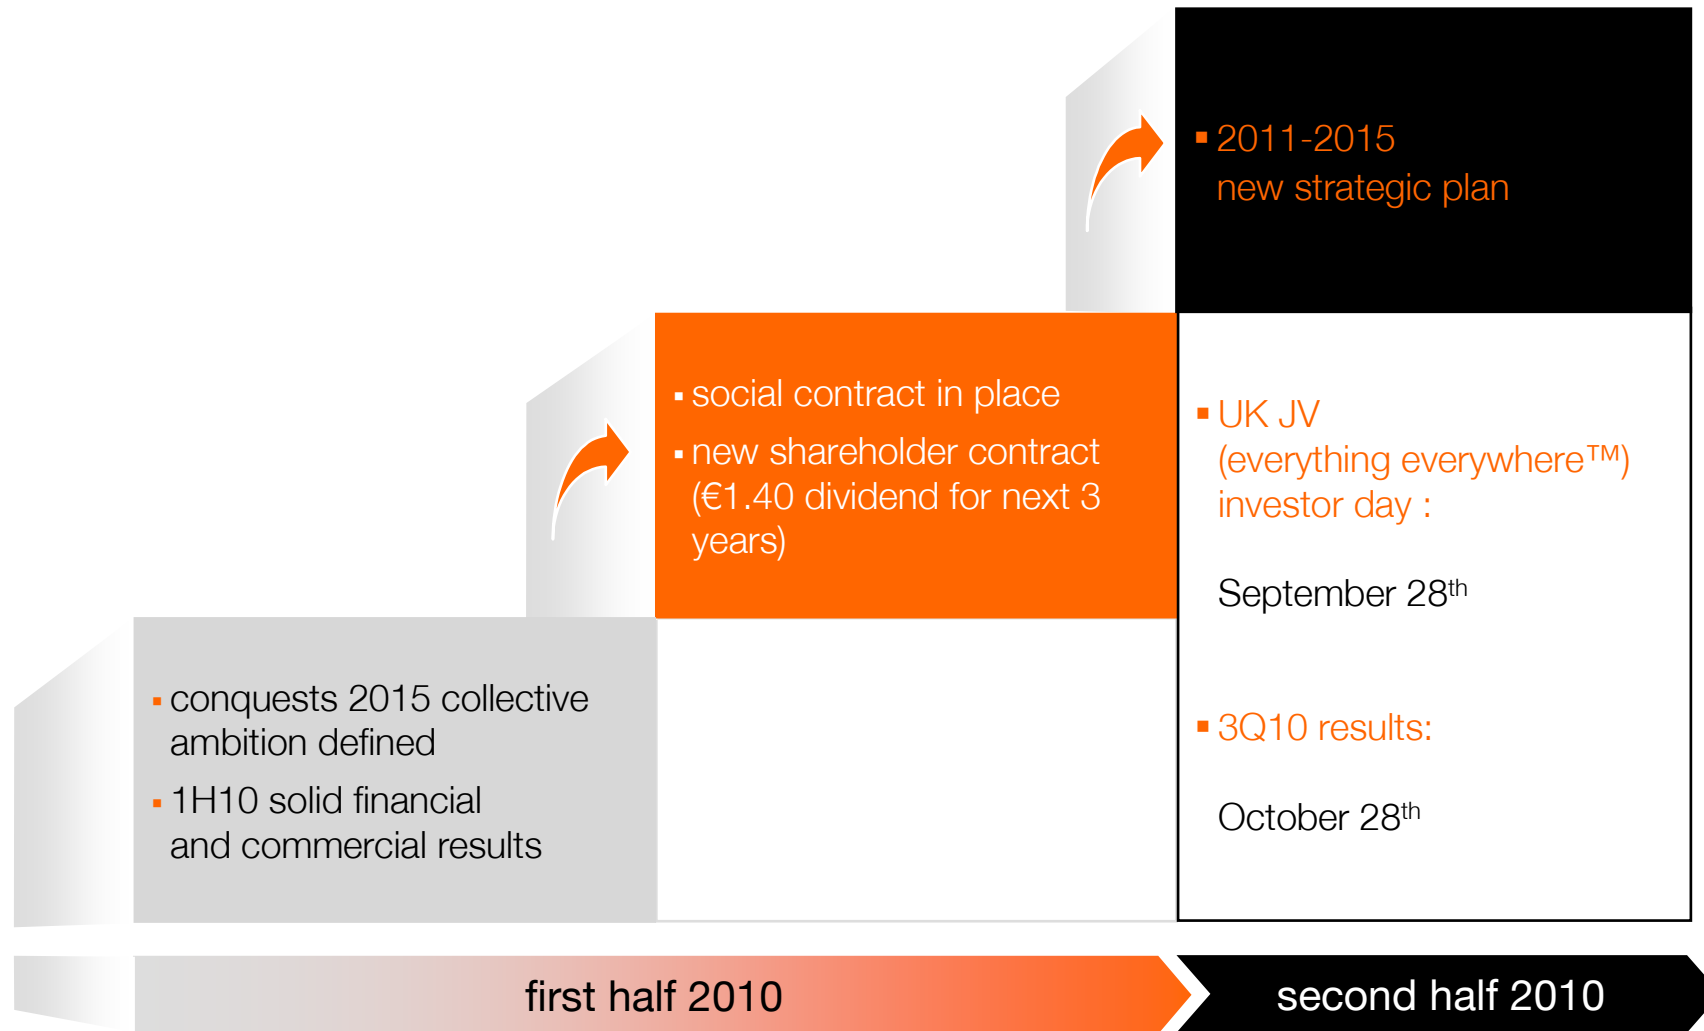 ▪ 2011-2015
new strategic plan
▪ social contract in place
▪ new shareholder contract
(€1.40 dividend for next 3
years)
▪ UK JV
(everything everywhere™)
investor day :
September 28th
▪ conquests 2015 collective
ambition defined
▪ 1H10 solid financial
and commercial results
▪ 3Q10 results:
October 28th
first half 2010
second half 2010